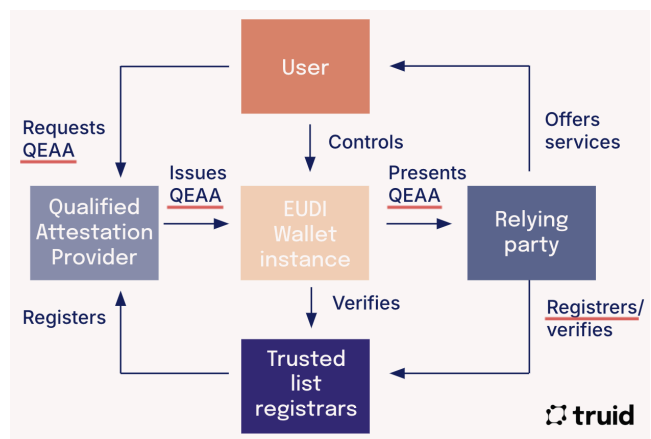 User
Requests
QEAA
Controls
Offers
services
Issues
QEAA
Presents
QEAA
Qualified
Attestation
Provider
EUDI
Wallet
instance
Relying
party
Registers
Verifies
Registrers/
verifies
Trusted
list
registrars
truid